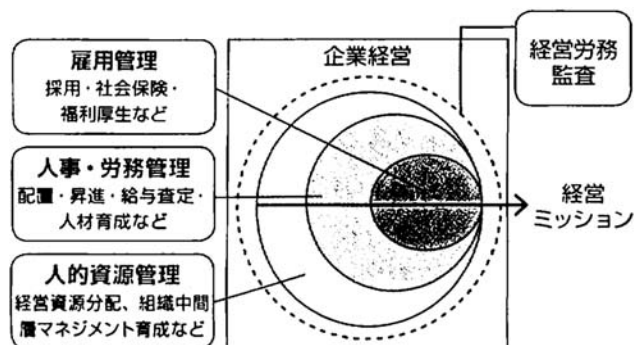 雇用管理
採用・社会保険・
福利厚生など
人事・労務管理
配置・昇進・給与査定・
人材育成など
人的資源管理
経営資源分配、組織中間
層マネジメント育成など
企業経営
経営労務
監査
経営
ミッション